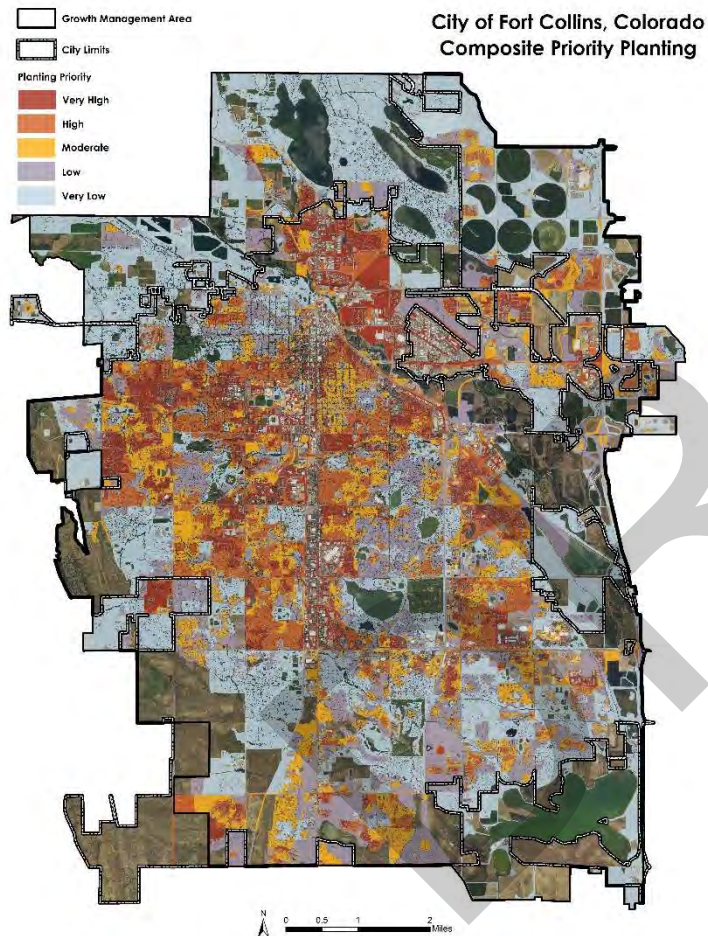 Growth Management Area
City Limits
Planting Priority
Very High
High
Moderate
Low
Very Low
City of Fort Collins, Colorado
Composite Priority Planting
N
0 0.5 1 2
Miles